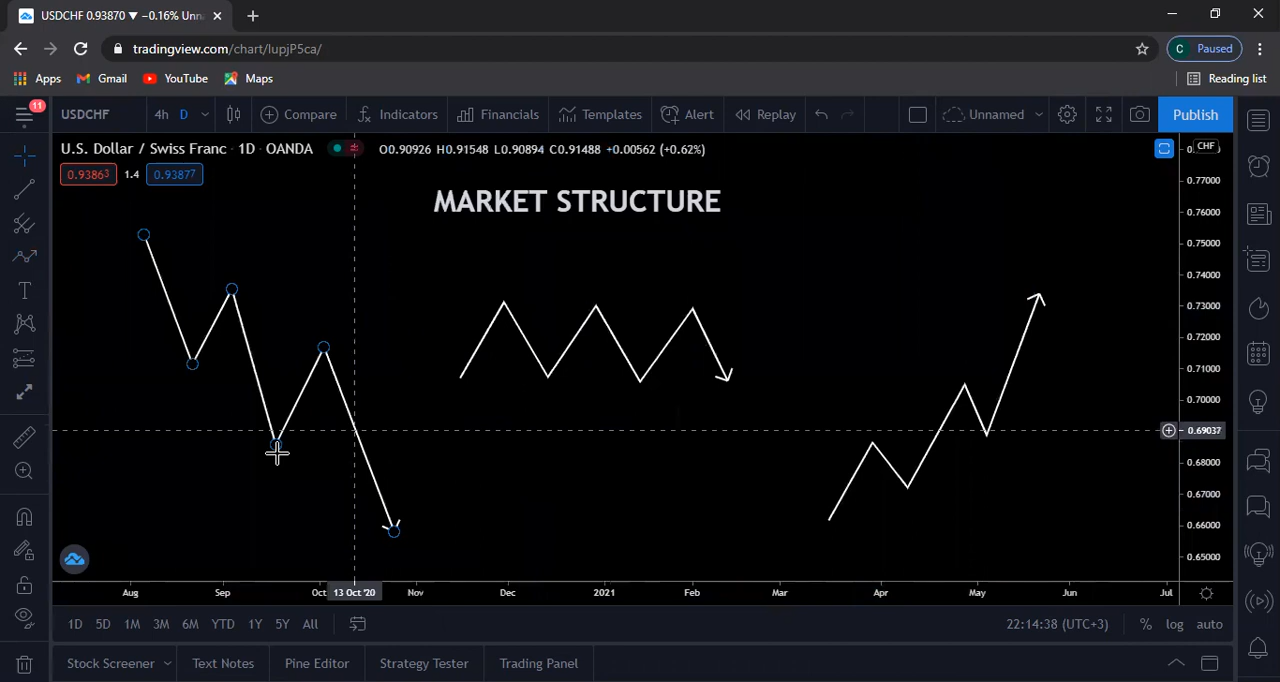 USDCHF 0.93870 ▼ −0.16% Unn
tradingview.com/chart/lupjP5ca/
C Paused
Apps Gmail YouTube Maps Reading list
11
USDCHF 4h D Compare Indicators Financials Templates Alert Replay Unnamed Publish
U.S. Dollar / Swiss Franc · 1D · OANDA O0.90926 H0.91548 L0.90894 C0.91488 +0.00562 (+0.62%)
CHF
0.93863 1.4 0.93877
MARKET STRUCTURE
0.77000
0.76000
0.75000
0.74000
0.73000
0.72000
0.71000
0.70000
0.69037
0.68000
0.67000
0.66000
0.65000
Aug Sep Oct 13 Oct '20 Nov Dec 2021 Feb Mar Apr May Jun Jul
1D 5D 1M 3M 6M YTD 1Y 5Y All 22:14:38 (UTC+3) % log auto
Stock Screener Text Notes Pine Editor Strategy Tester Trading Panel